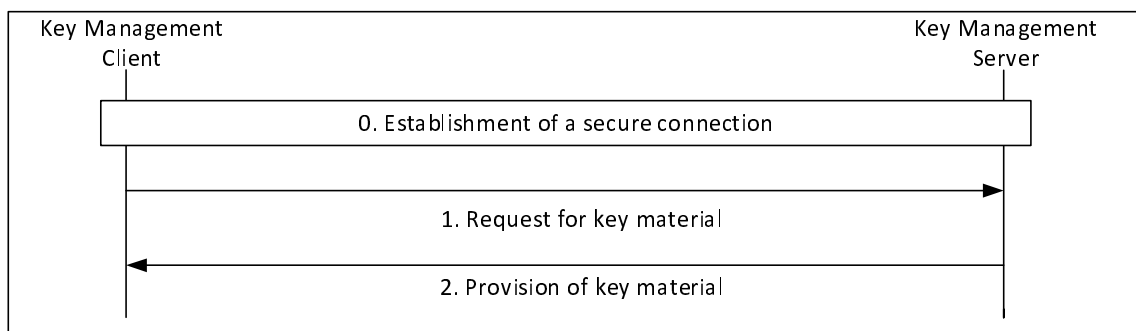 Key Management
Client
Key Management
Server
0. Establishment of a secure connection
1. Request for key material
2. Provision of key material